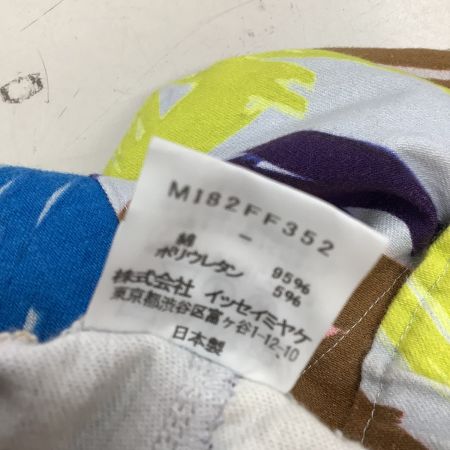 MI82FF352
-
綿 95%
ポリウレタン 5%
株式会社 イッセイミヤケ
東京都渋谷区富ヶ谷1-12,10
日本製